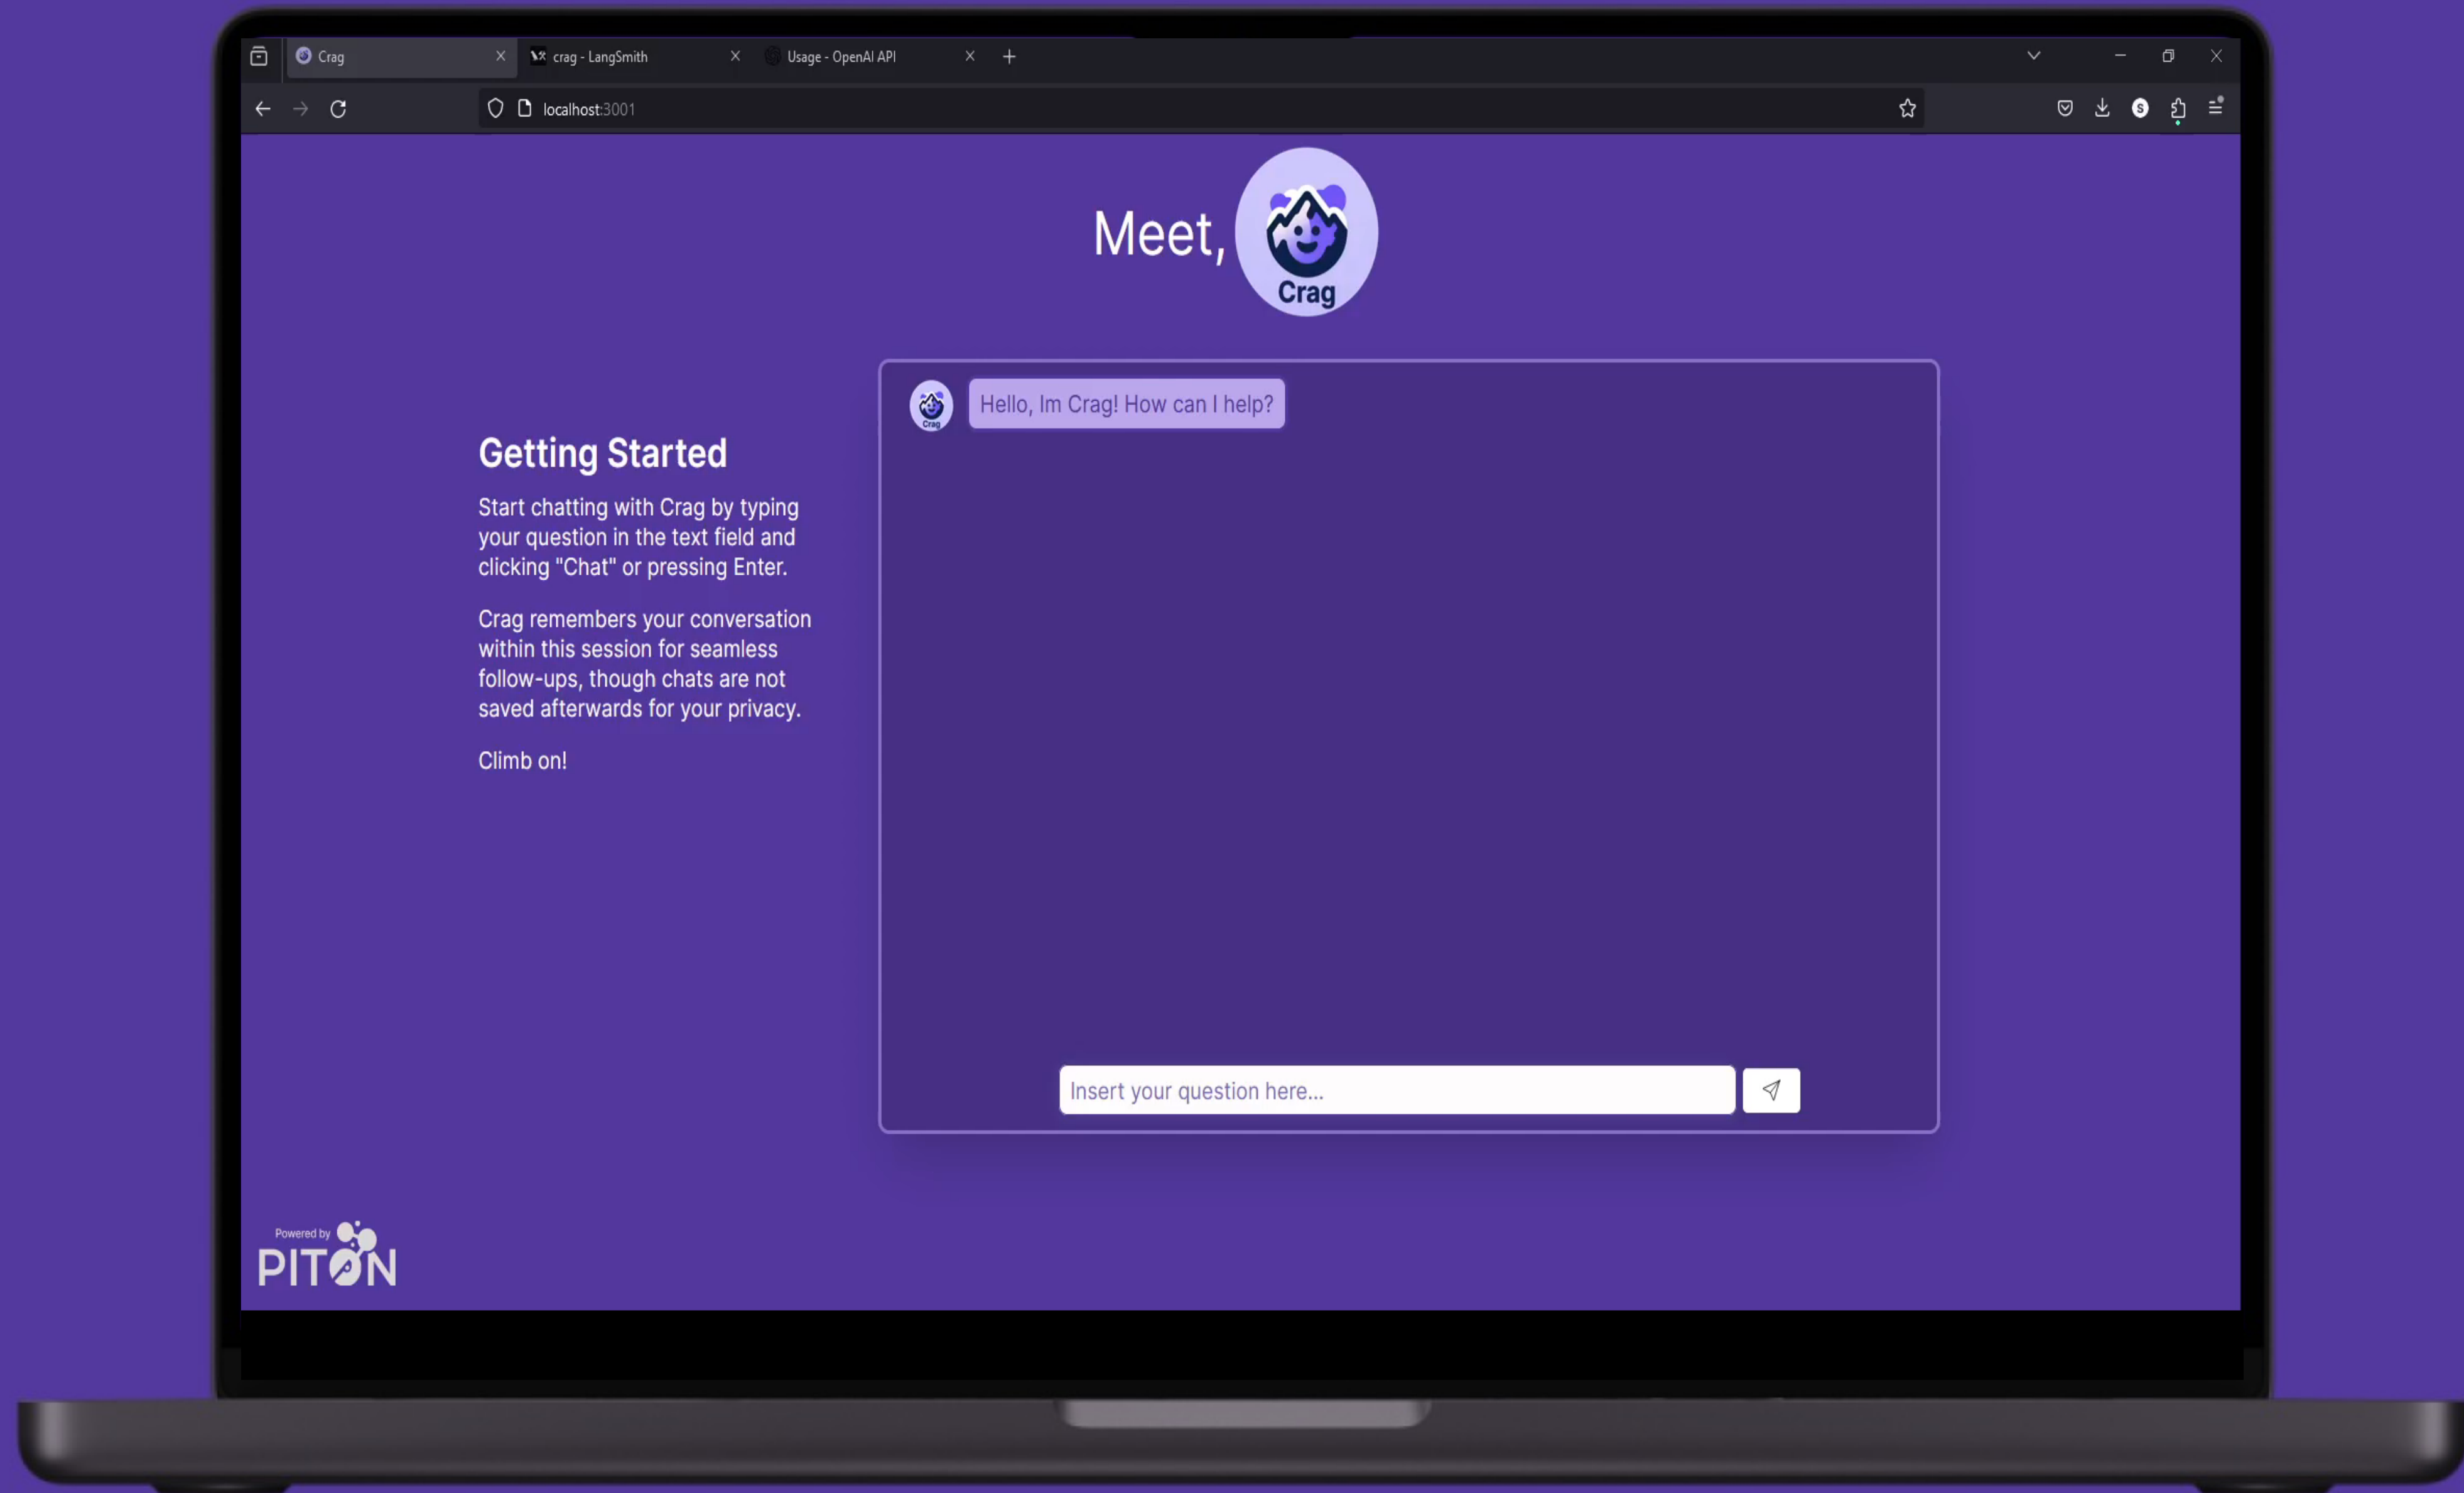 Crag
crag - LangSmith
Usage - OpenAI API
localhost:3001
S
Meet,
Crag
Crag
Hello, Im Crag! How can I help?
Getting Started
Start chatting with Crag by typing
your question in the text field and
clicking "Chat" or pressing Enter.
Crag remembers your conversation
within this session for seamless
follow-ups, though chats are not
saved afterwards for your privacy.
Climb on!
Insert your question here...
Powered by
PITON